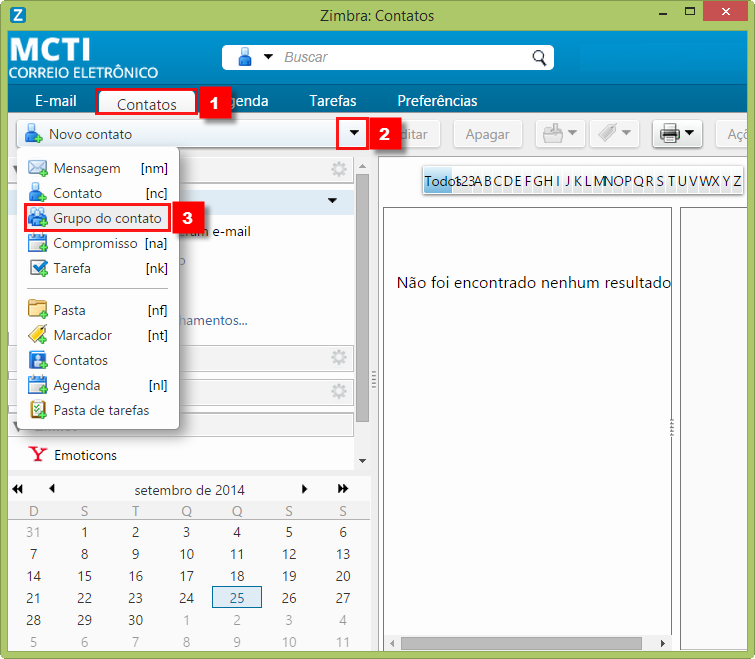 Zimbra: Contatos
MCTI
CORREIO ELETRÔNICO
Buscar
E-mail Contatos 1 genda Tarefas Preferências
Novo contato 2 itar Apagar Açõ
Mensagem [nm]
Contato [nc]
Grupo do contato 3
Compromisso [na]
Tarefa [nk]
Pasta [nf]
Marcador [nt]
Contatos
Agenda [nl]
Pasta de tarefas
e-mail
hamentos...
Emoticons
Todos 123 A B C D E F G H I J K L M N O P Q R S T U V W X Y Z
Não foi encontrado nenhum resultado
setembro de 2014
D S T Q Q S S
31 1 2 3 4 5 6
7 8 9 10 11 12 13
14 15 16 17 18 19 20
21 22 23 24 25 26 27
28 29 30 1 2 3 4
5 6 7 8 9 10 11